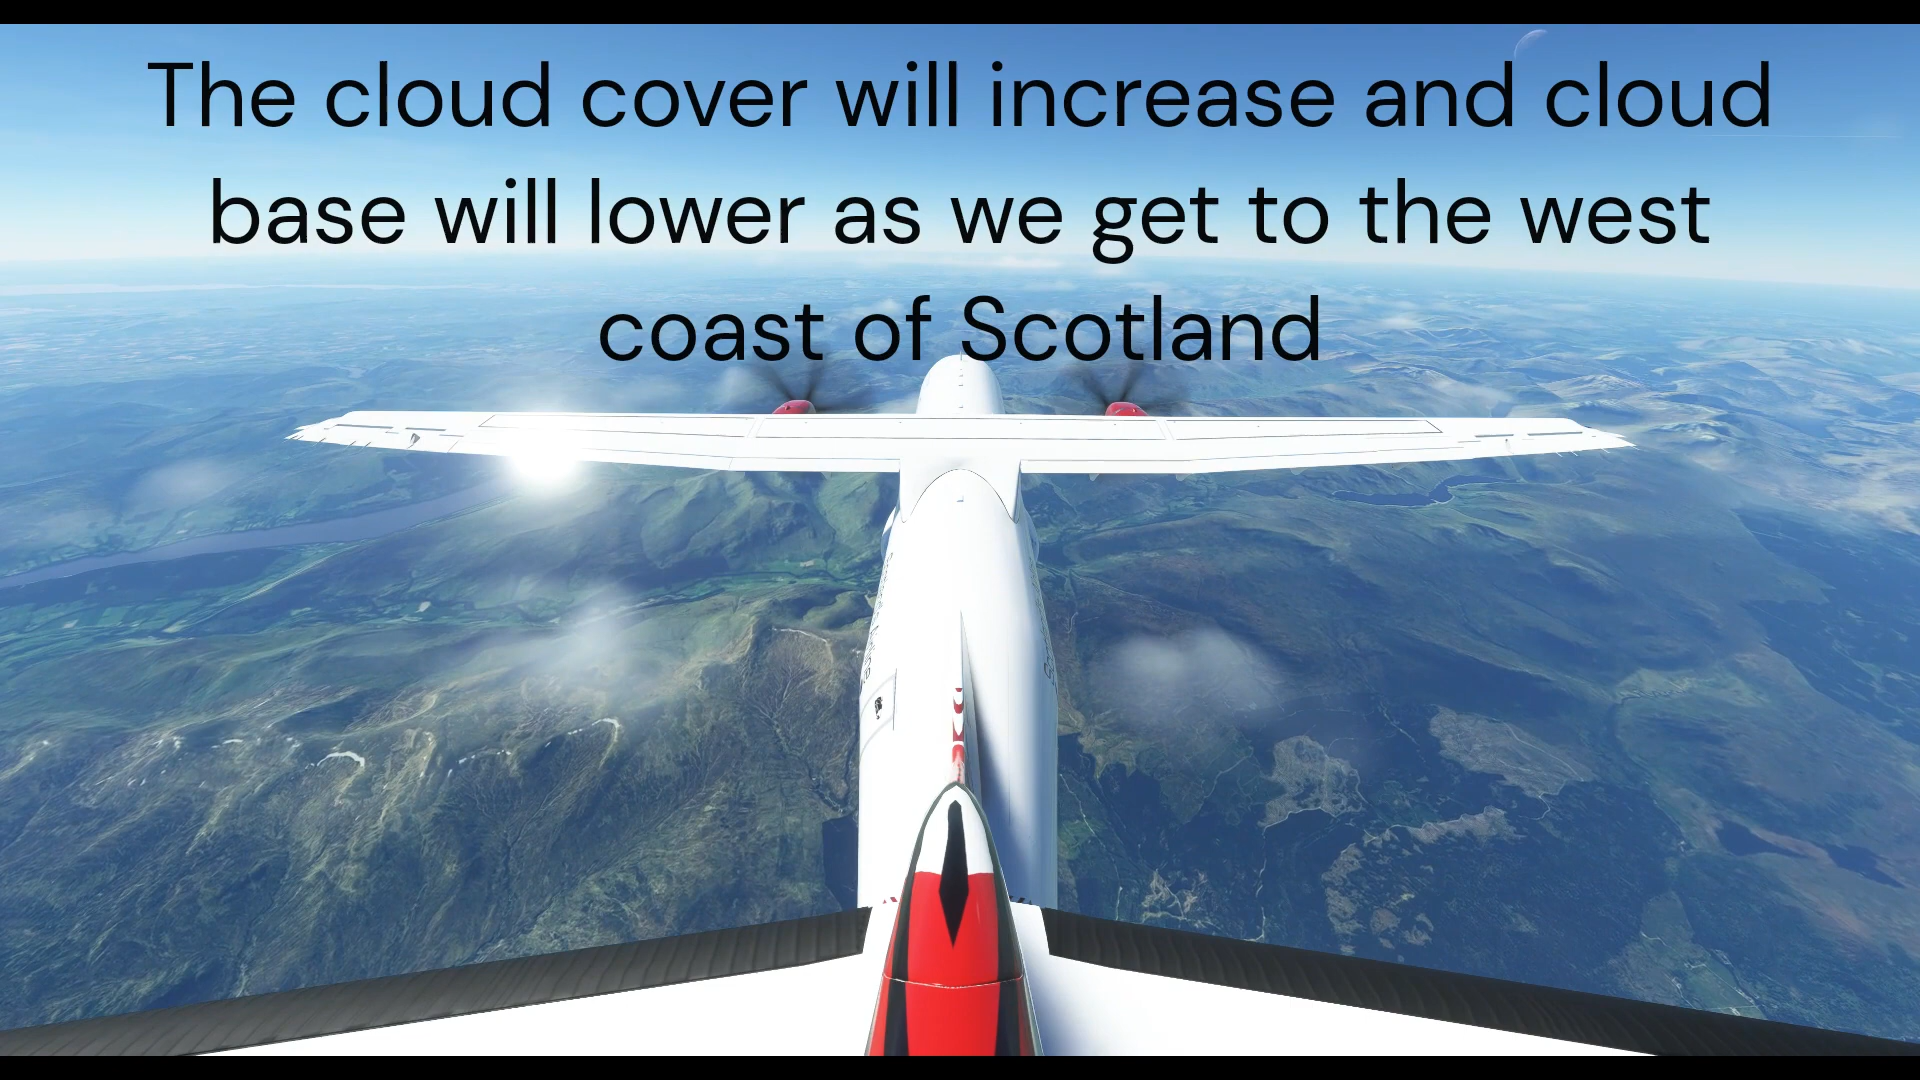 The cloud cover will increase and cloud
base will lower as we get to the west
coast of Scotland